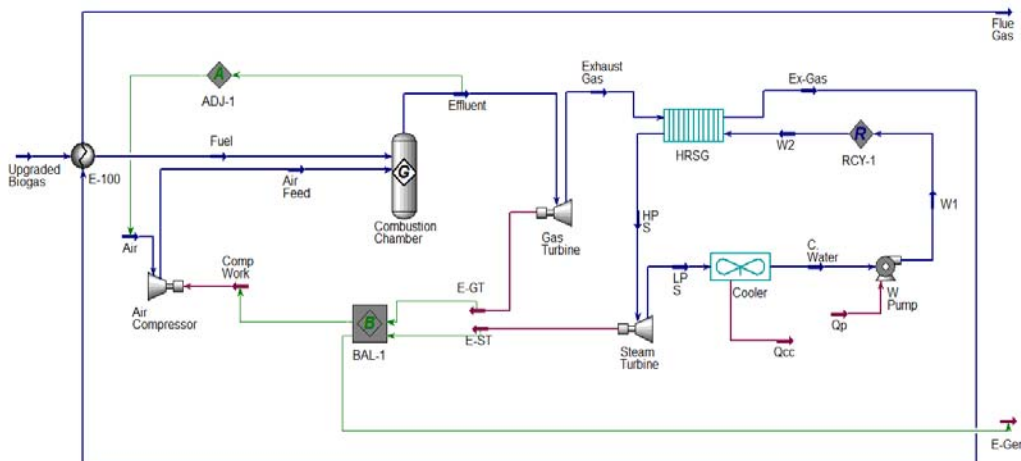 Flue
Gas
A
ADJ-1
Effluent
Exhaust
Gas
Ex-Gas
Fuel
Upgraded
Biogas
E-100
Air
Feed
G
Combustion
Chamber
HRSG
W2
R
RCY-1
W1
Gas
Turbine
HP
S
Air
Air
Compressor
Comp
Work
B
BAL-1
E-GT
E-ST
LP
S
Steam
Turbine
Cooler
C.
Water
W
Pump
Qp
Qcc
E-Gen